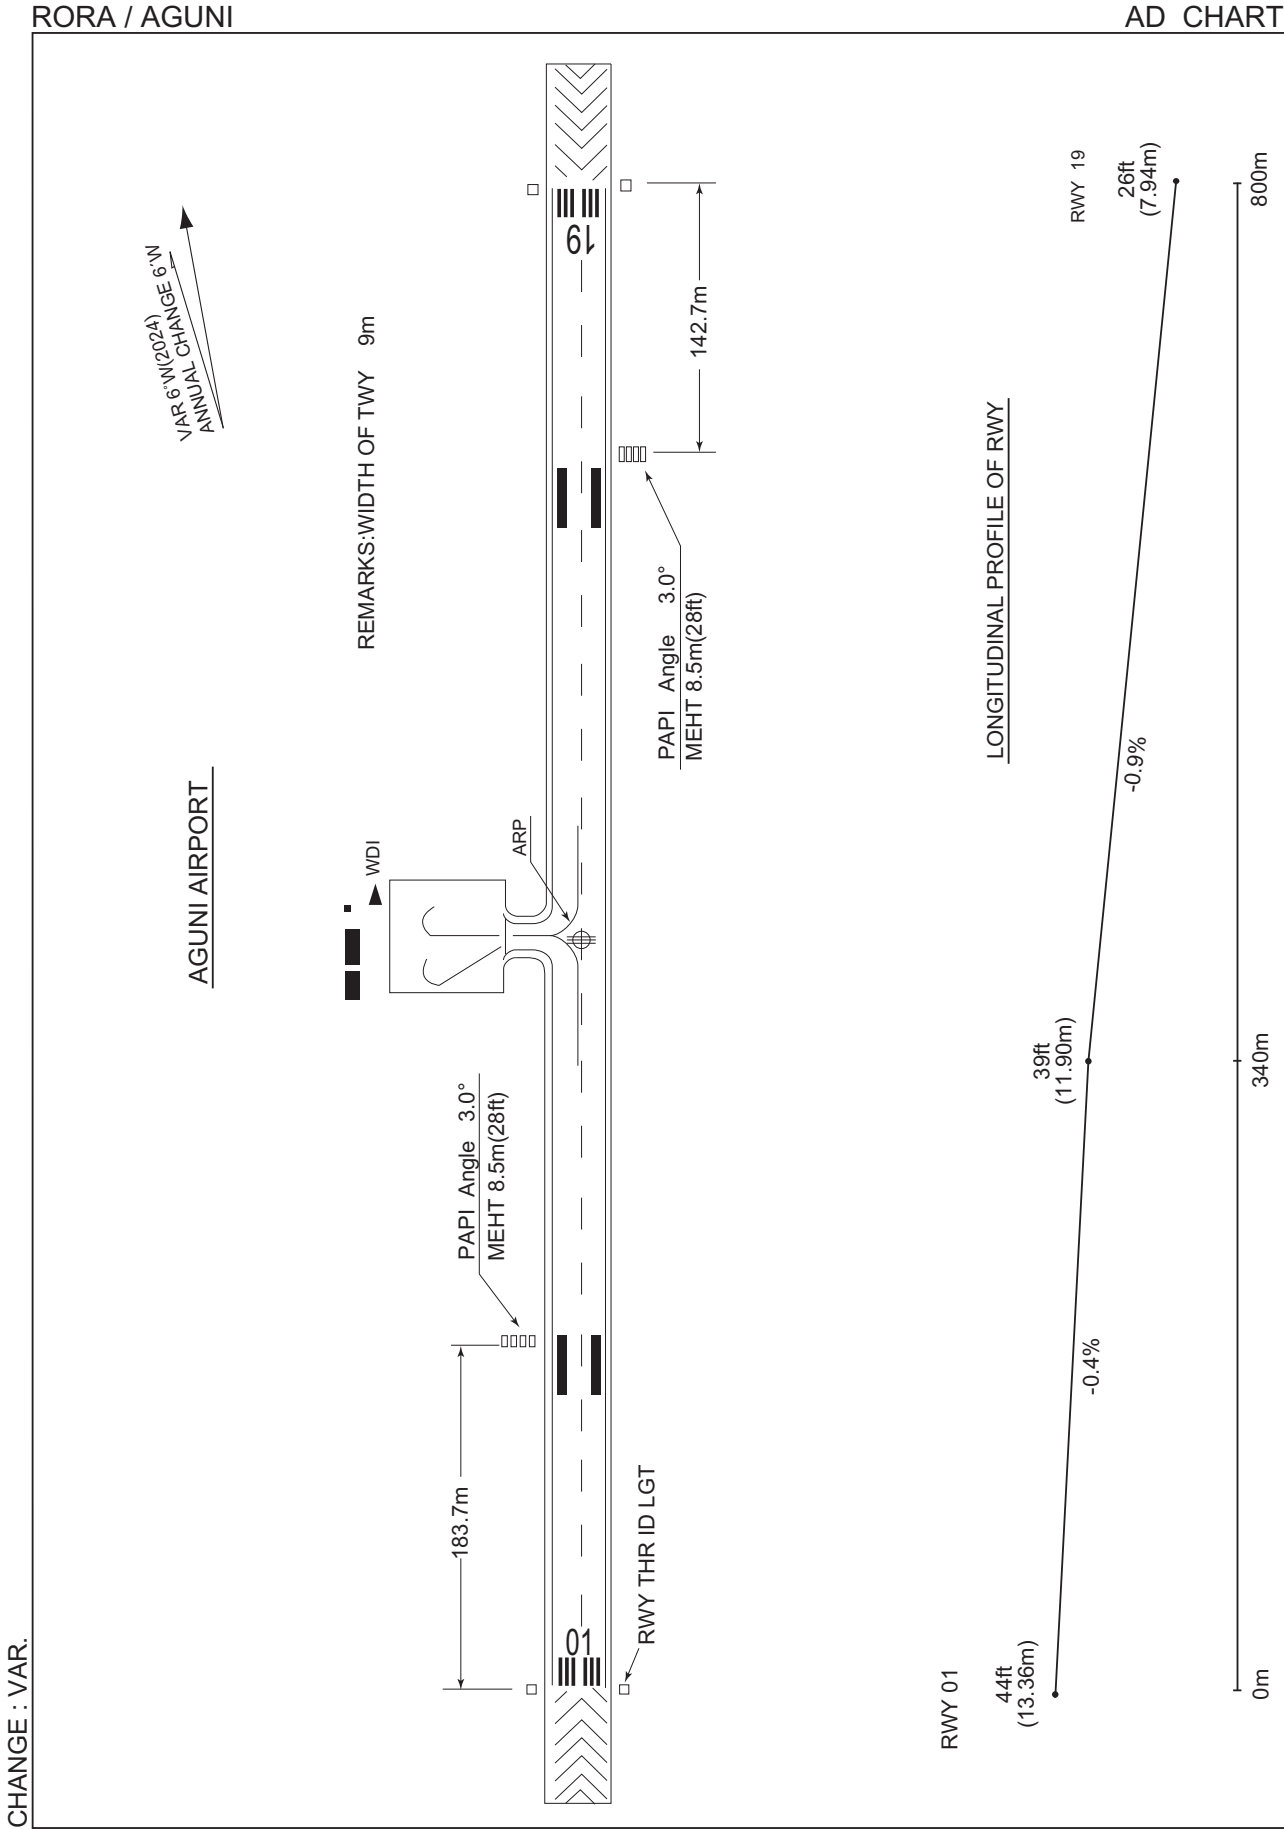 RORA / AGUNI
AD CHART
VAR 6°W(2024)
ANNUAL CHANGE 6'W
REMARKS:WIDTH OF TWY 9m
AGUNI AIRPORT
WDI
ARP
19
142.7m
PAPI Angle 3.0°
MEHT 8.5m(28ft)
PAPI Angle 3.0°
MEHT 8.5m(28ft)
183.7m
01
RWY THR ID LGT
LONGITUDINAL PROFILE OF RWY
RWY 19
26ft
(7.94m)
800m
-0.9%
39ft
(11.90m)
340m
-0.4%
RWY 01
44ft
(13.36m)
0m
CHANGE : VAR.